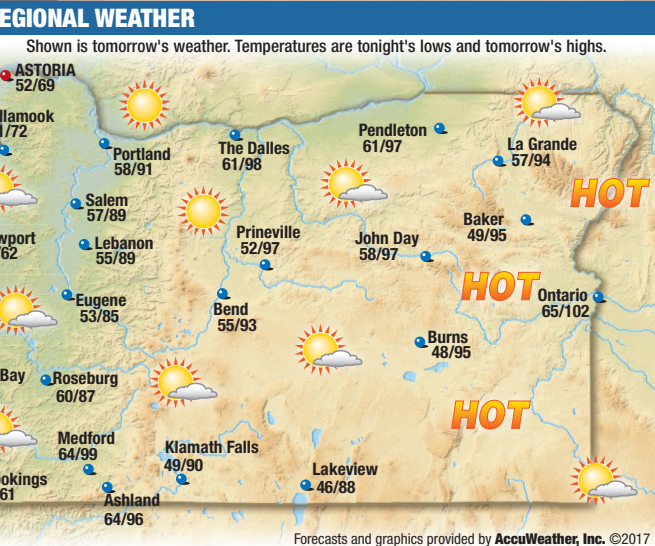 EGIONAL WEATHER
Shown is tomorrow's weather. Temperatures are tonight's lows and tomorrow's highs.
ASTORIA
52/69
llamook
/72
Portland
58/91
The Dalles
61/98
Pendleton
61/97
La Grande
57/94
HOT
Salem
57/89
wport
/62
Lebanon
55/89
Prineville
52/97
John Day
58/97
Baker
49/95
HOT
Ontario
65/102
Eugene
53/85
Bend
55/93
Burns
48/95
Bay
Roseburg
60/87
HOT
Medford
64/99
Klamath Falls
49/90
Lakeview
46/88
ookings
61
Ashland
64/96
Forecasts and graphics provided by AccuWeather, Inc. ©2017